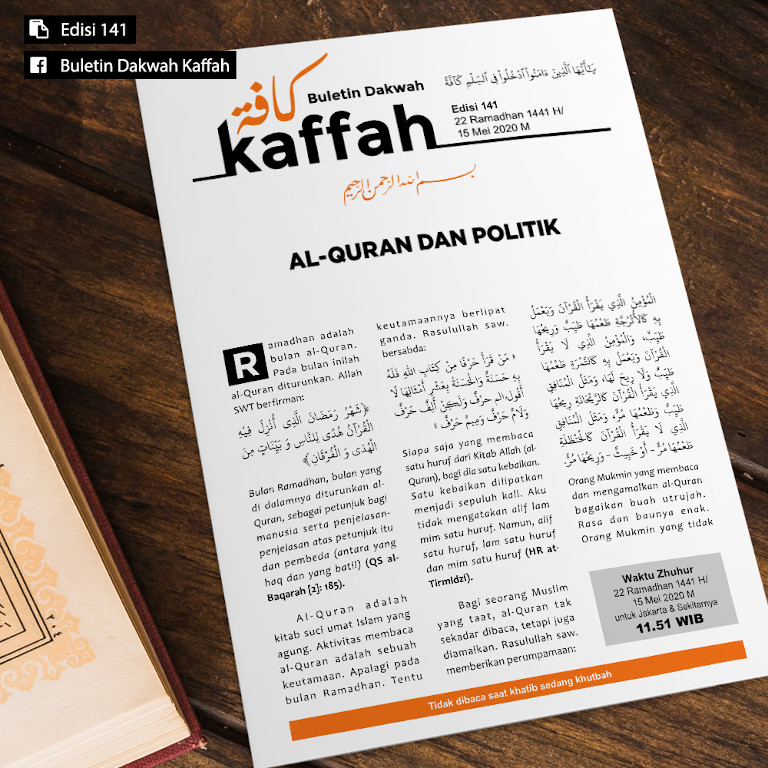 Edisi 141
Buletin Dakwah Kaffah
كافة
Buletin Dakwah
kaffah
يَٰٓأَيُّهَا ٱلَّذِينَ ءَامَنُوا۟ ٱدْخُلُوا۟ فِى ٱلسِّلْمِ كَآفَّةً
Edisi 141
22 Ramadhan 1441 H/
15 Mei 2020 M
بسم الله الرحمن الرحيم
AL-QURAN DAN POLITIK
Ramadhan adalah
bulan al-Quran.
Pada bulan inilah
al-Quran diturunkan. Allah
SWT berfirman:
﴿شَهْرُ رَمَضَانَ الَّذِى أُنْزِلَ فِيْهِ
الْقُرْآنُ هُدًى لِلنَّاسِ وَ بَيِّنَاتٍ مِنَ
الْهُدَى وَ الْفُرْقَانِ﴾
Bulan Ramadhan, bulan yang
di dalamnya diturunkan al-
Quran, sebagai petunjuk bagi
manusia serta penjelasan-
penjelasan atas petunjuk itu
dan pembeda (antara yang
haq dan yang batil) (QS al-
Baqarah [2]: 185).
Al-Quran adalah
kitab suci umat Islam yang
agung. Aktivitas membaca
al-Quran adalah sebuah
keutamaan. Apalagi pada
bulan Ramadhan. Tentu
keutamaannya berlipat
ganda. Rasulullah saw.
bersabda:
« مَنْ قَرَأَ حَرْفًا مِنْ كِتَابِ اللهِ فَلَهُ
بِهِ حَسَنَةٌ وَالْحَسَنَةُ بِعَشْرِ أَمْثَالِهَا لَا
أَقُولُ الم حَرْفٌ وَلَكِنْ أَلِفٌ حَرْفٌ
وَلَامٌ حَرْفٌ وَمِيمٌ حَرْفٌ »
Siapa saja yang membaca
satu huruf dari Kitab Allah (al-
Quran), bagi dia satu kebaikan.
Satu kebaikan dilipatkan
menjadi sepuluh kali. Aku
tidak mengatakan alif lam
mim satu huruf. Namun, alif
satu huruf, lam satu huruf
dan mim satu huruf (HR at-
Tirmidzi).
Bagi seorang Muslim
yang taat, al-Quran tak
sekadar dibaca, tetapi juga
diamalkan. Rasulullah saw.
memberikan perumpamaan:
الْمُؤْمِنُ الَّذِي يَقْرَأُ الْقُرْآنَ وَيَعْمَلُ
بِهِ كَالأُتْرُجَّةِ طَعْمُهَا طَيِّبٌ وَرِيحُهَا
طَيِّبٌ، وَالْمُؤْمِنُ الَّذِي لَا يَقْرَأُ
الْقُرْآنَ وَيَعْمَلُ بِهِ كَالتَّمْرَةِ طَعْمُهَا
طَيِّبٌ وَلَا رِيحَ لَهَا، وَمَثَلُ الْمُنَافِقِ
الَّذِي يَقْرَأُ الْقُرْآنَ كَالرَّيْحَانَةِ رِيحُهَا
طَيِّبٌ وَطَعْمُهَا مُرٌّ، وَمَثَلُ الْمُنَافِقِ
الَّذِي لَا يَقْرَأُ الْقُرْآنَ كَالْحَنْظَلَةِ
طَعْمُهَا مُرٌّ - أَوْ خَبِيثٌ - وَرِيحُهَا مُرٌّ.
Orang Mukmin yang membaca
dan mengamalkan al-Quran
bagaikan buah utrujah.
Rasa dan baunya enak.
Orang Mukmin yang tidak
Waktu Zhuhur
22 Ramadhan 1441 H/
15 Mei 2020 M
untuk Jakarta & Sekitarnya
11.51 WIB
Tidak dibaca saat khatib sedang khutbah